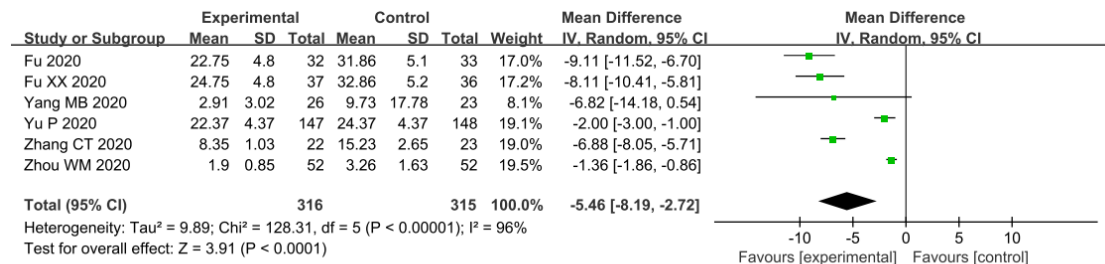 Experimental Control Mean Difference Mean Difference
Study or Subgroup Mean SD Total Mean SD Total Weight IV, Random, 95% CI IV, Random, 95% CI
Fu 2020 22.75 4.8 32 31.86 5.1 33 17.0% -9.11 [-11.52, -6.70]
Fu XX 2020 24.75 4.8 37 32.86 5.2 36 17.2% -8.11 [-10.41, -5.81]
Yang MB 2020 2.91 3.02 26 9.73 17.78 23 8.1% -6.82 [-14.18, 0.54]
Yu P 2020 22.37 4.37 147 24.37 4.37 148 19.1% -2.00 [-3.00, -1.00]
Zhang CT 2020 8.35 1.03 22 15.23 2.65 23 19.0% -6.88 [-8.05, -5.71]
Zhou WM 2020 1.9 0.85 52 3.26 1.63 52 19.5% -1.36 [-1.86, -0.86]
Total (95% CI) 316 315 100.0% -5.46 [-8.19, -2.72]
Heterogeneity: Tau² = 9.89; Chi² = 128.31, df = 5 (P < 0.00001); I² = 96%
Test for overall effect: Z = 3.91 (P < 0.0001)
-10 -5 0 5 10
Favours [experimental] Favours [control]